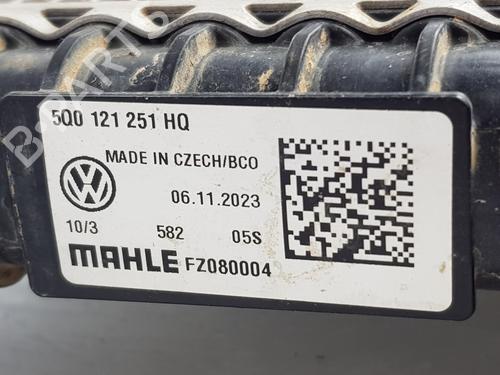 5Q0 121 251 HQ
MADE IN CZECH/BCO
06.11.2023
10/3 582 05S
MAHLE FZ080004